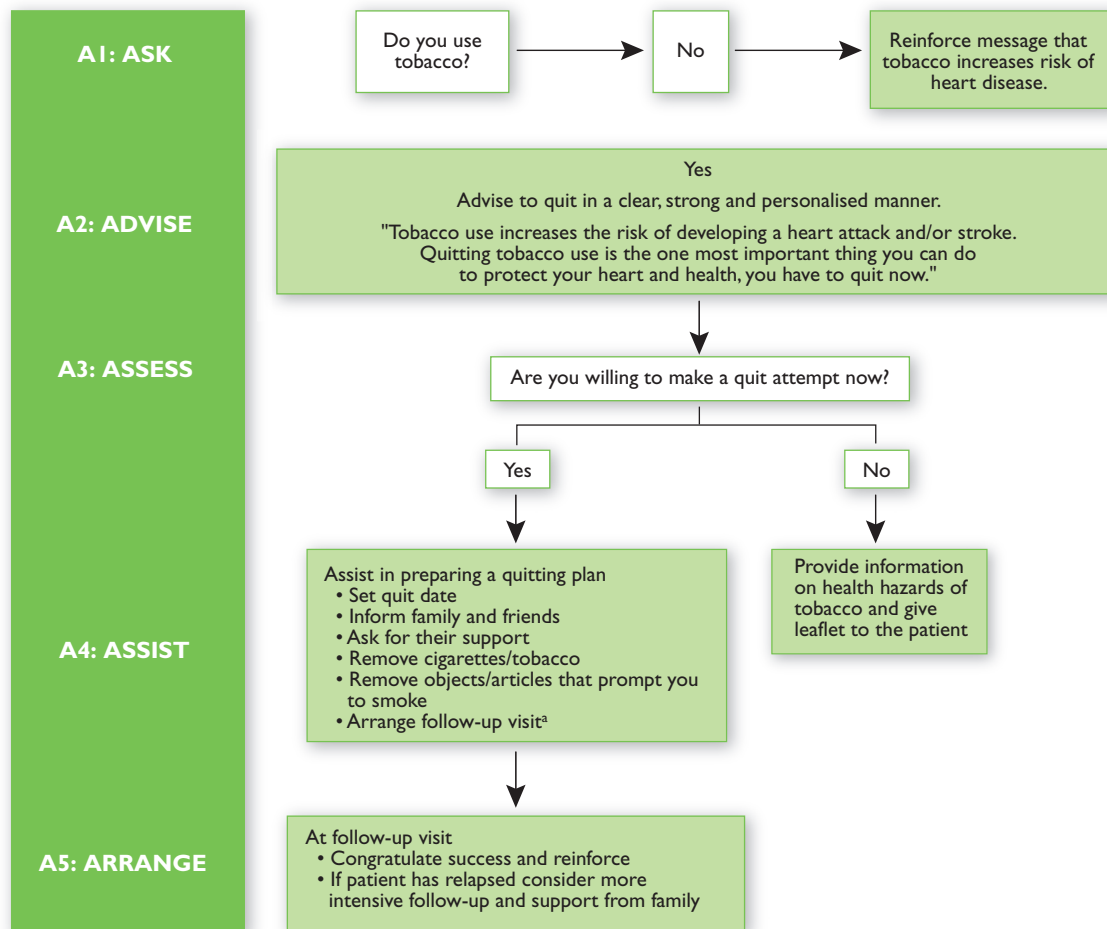 A1: ASK
Do you use
tobacco?
No
Reinforce message that
tobacco increases risk of
heart disease.
A2: ADVISE
Yes
Advise to quit in a clear, strong and personalised manner.
"Tobacco use increases the risk of developing a heart attack and/or stroke.
Quitting tobacco use is the one most important thing you can do
to protect your heart and health, you have to quit now."
A3: ASSESS
Are you willing to make a quit attempt now?
Yes
No
A4: ASSIST
Assist in preparing a quitting plan
• Set quit date
• Inform family and friends
• Ask for their support
• Remove cigarettes/tobacco
• Remove objects/articles that prompt you
to smoke
• Arrange follow-up visitᵃ
Provide information
on health hazards of
tobacco and give
leaflet to the patient
A5: ARRANGE
At follow-up visit
• Congratulate success and reinforce
• If patient has relapsed consider more
intensive follow-up and support from family